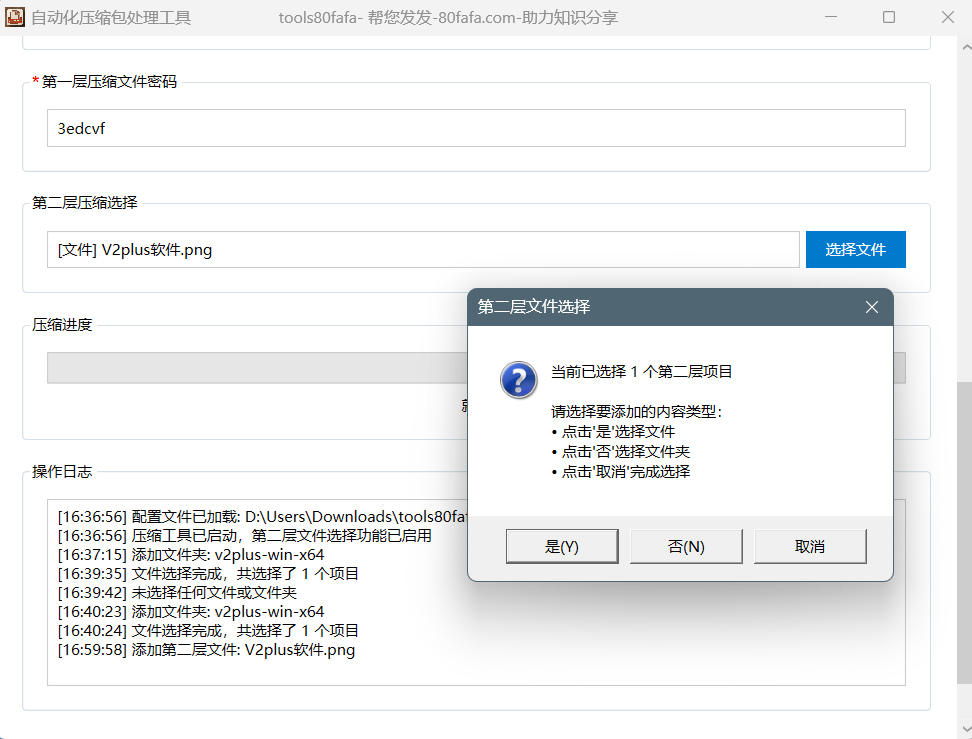 自动化压缩包处理工具
tools80fafa- 帮您发发-80fafa.com-助力知识分享
*第一层压缩文件密码
3edcvf
第二层压缩选择
[文件] V2plus软件.png
选择文件
第二层文件选择
当前已选择 1 个第二层项目
请选择要添加的内容类型：
• 点击'是'选择文件
• 点击'否'选择文件夹
• 点击'取消'完成选择
是(Y)
否(N)
取消
压缩进度
操作日志
[16:36:56] 配置文件已加载: D:\Users\Downloads\tools80fa
[16:36:56] 压缩工具已启动，第二层文件选择功能已启用
[16:37:15] 添加文件夹: v2plus-win-x64
[16:39:35] 文件选择完成，共选择了 1 个项目
[16:39:42] 未选择任何文件或文件夹
[16:40:23] 添加文件夹: v2plus-win-x64
[16:40:24] 文件选择完成，共选择了 1 个项目
[16:59:58] 添加第二层文件: V2plus软件.png